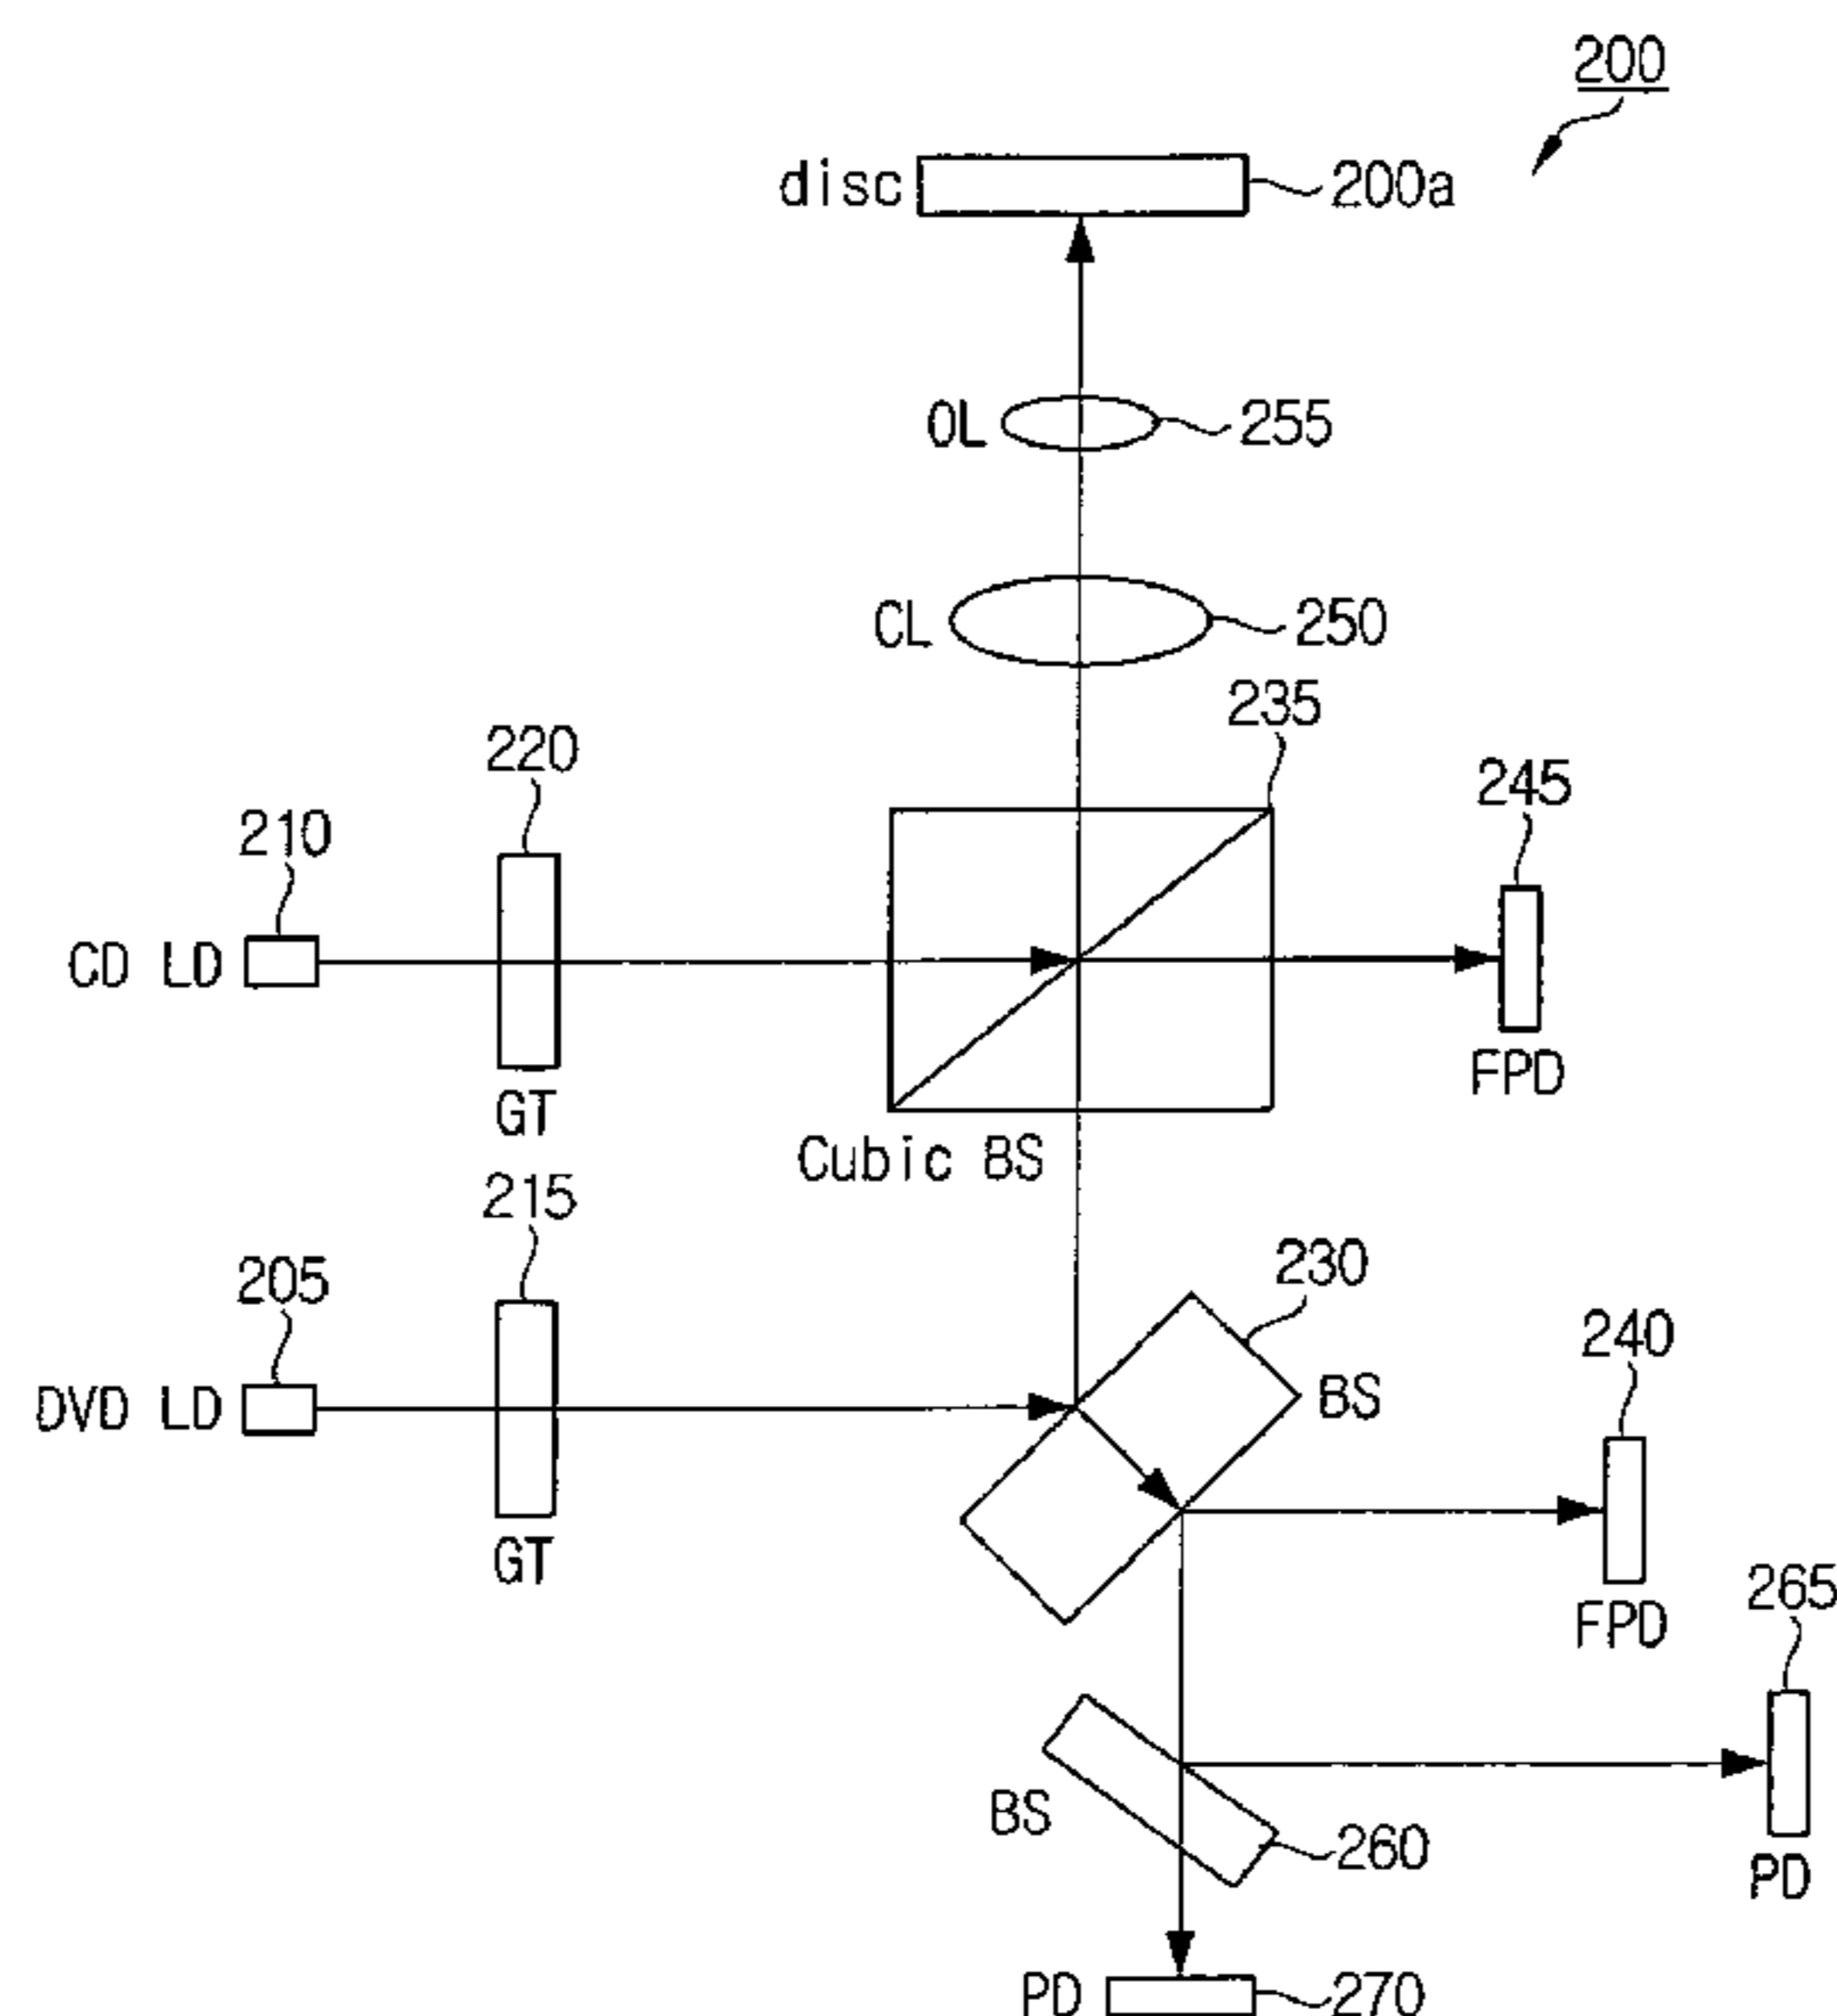 200
disc 200a
OL 255
CL 250
235
220
245
210
CD LD
FPD
GT
Cubic BS
215
230
205
240
DVD LD
BS
GT
265
FPD
BS
260
PD
PD 270